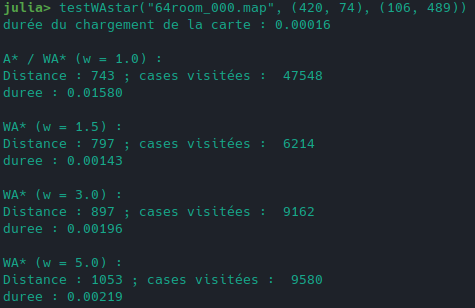 julia> testWAstar("64room_000.map", (420, 74), (106, 489))
durée du chargement de la carte : 0.00016
A* / WA* (w = 1.0) :
Distance : 743 ; cases visitées :  47548
duree : 0.01580
WA* (w = 1.5) :
Distance : 797 ; cases visitées :  6214
duree : 0.00143
WA* (w = 3.0) :
Distance : 897 ; cases visitées :  9162
duree : 0.00196
WA* (w = 5.0) :
Distance : 1053 ; cases visitées :  9580
duree : 0.00219